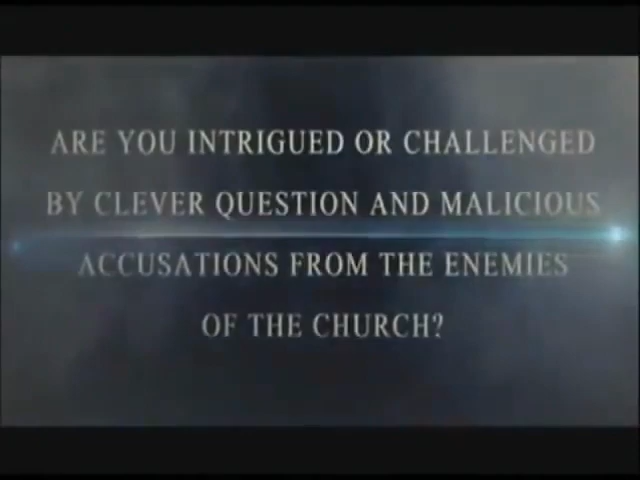 ARE YOU INTRIGUED OR CHALLENGED
BY CLEVER QUESTION AND MALICIOUS
ACCUSATIONS FROM THE ENEMIES
OF THE CHURCH?